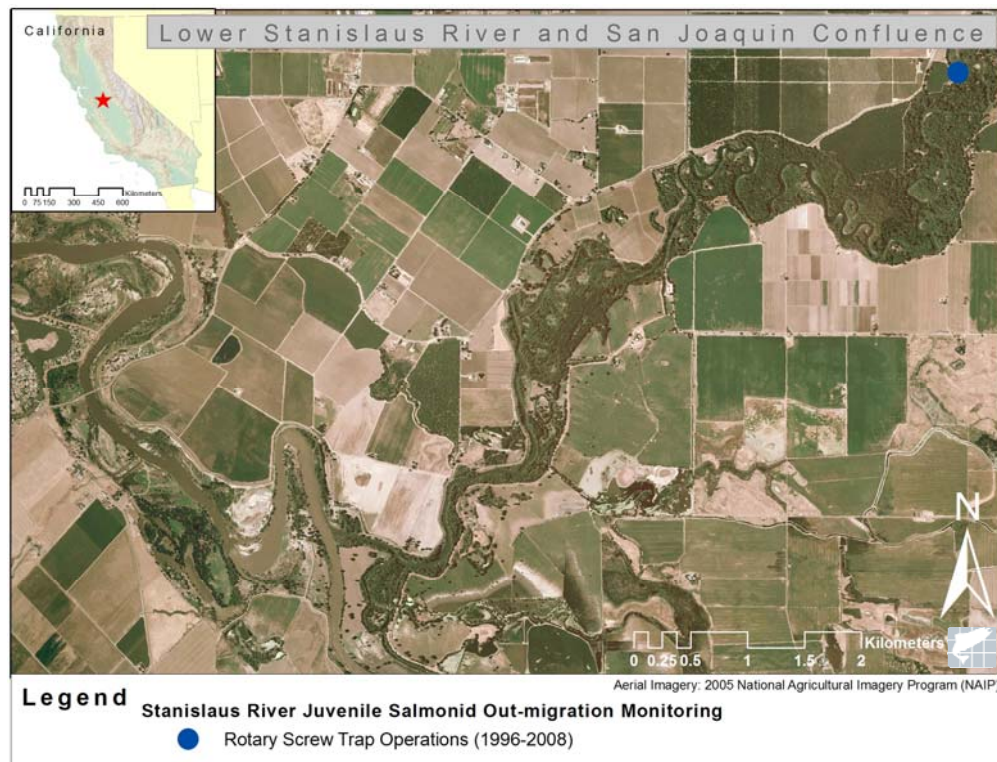 California
Lower Stanislaus River and San Joaquin Confluence
Kilometers
0 75 150 300 450 600
N
Kilometers
0 0.25 0.5 1 1.5 2
Aerial Imagery: 2005 National Agricultural Imagery Program (NAIP)
Legend
Stanislaus River Juvenile Salmonid Out-migration Monitoring
Rotary Screw Trap Operations (1996-2008)